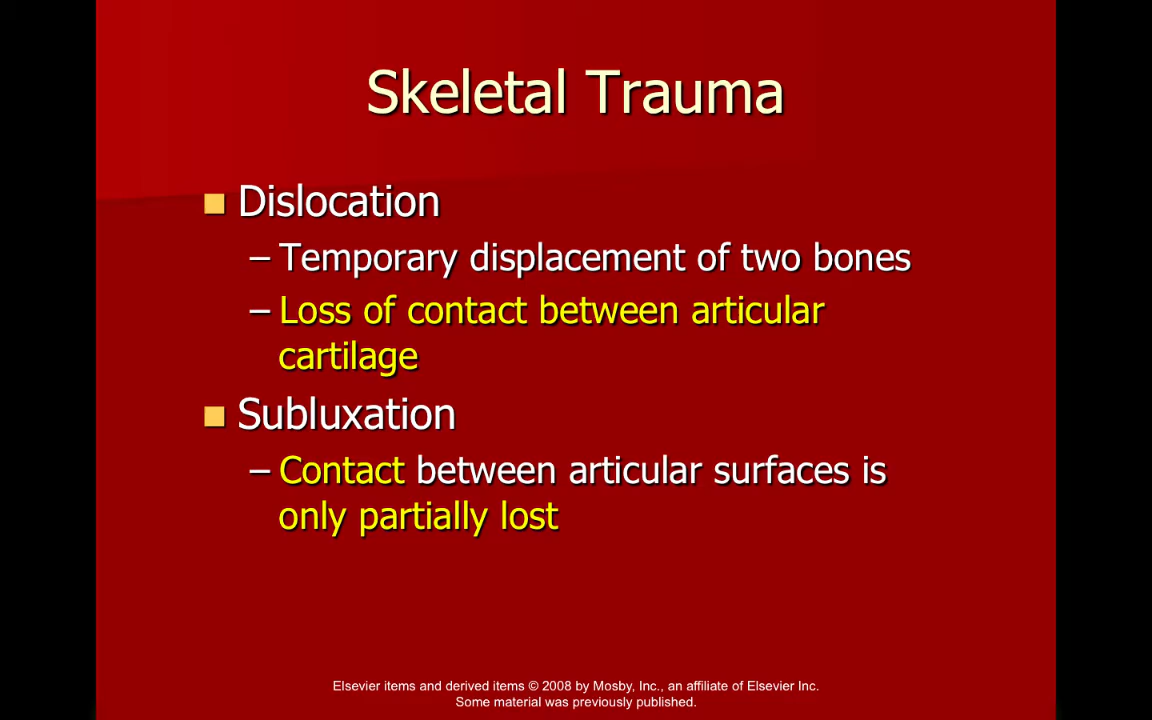 Skeletal Trauma
Dislocation
– Temporary displacement of two bones
– Loss of contact between articular
cartilage
Subluxation
– Contact between articular surfaces is
only partially lost
Elsevier items and derived items © 2008 by Mosby, Inc., an affiliate of Elsevier Inc.
Some material was previously published.